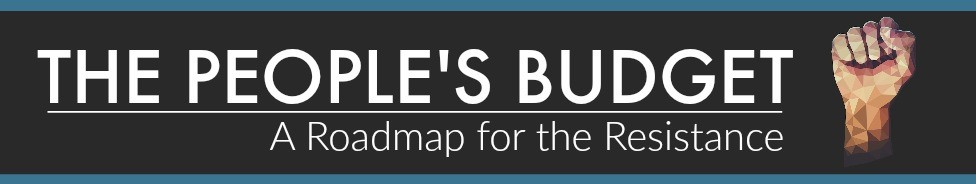 THE PEOPLE'S BUDGET
A Roadmap for the Resistance